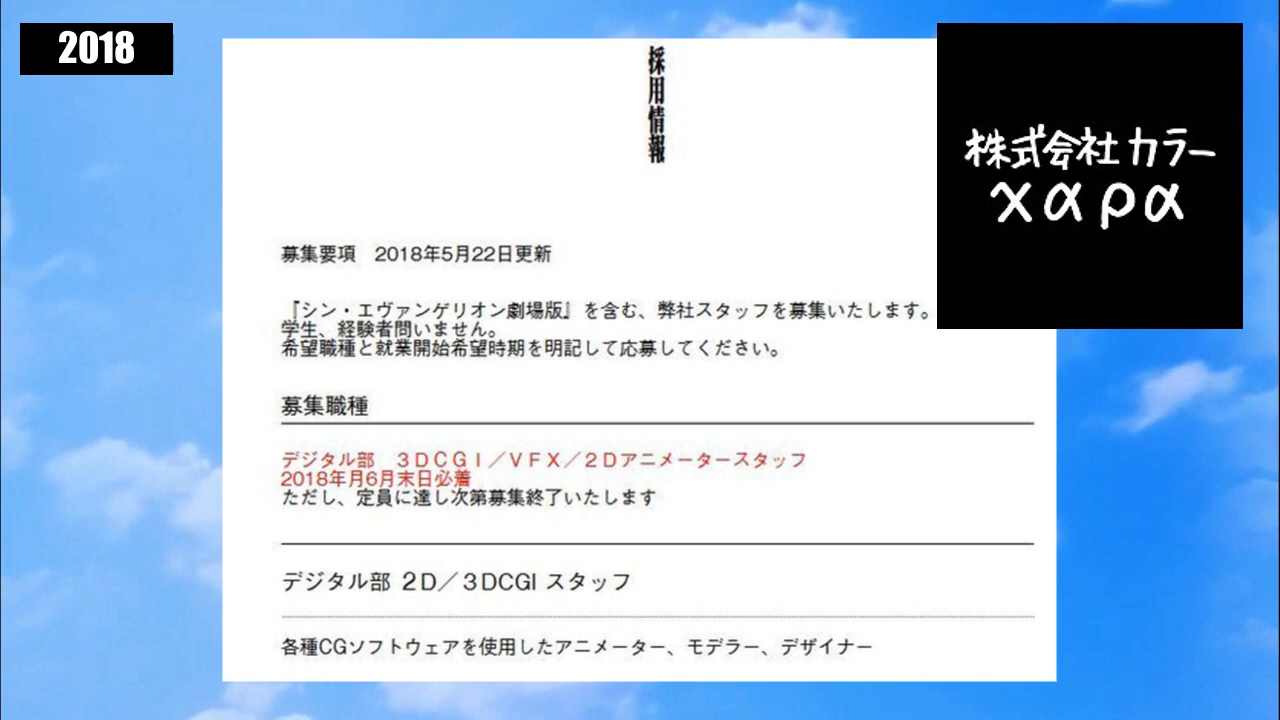 2018
採用情報
株式会社カラー
χαρα
募集要項　2018年5月22日更新
『シン・エヴァンゲリオン劇場版』を含む、弊社スタッフを募集いたします。
学生、経験者問いません。
希望職種と就業開始希望時期を明記して応募してください。
募集職種
デジタル部　３ＤＣＧＩ／ＶＦＸ／２Ｄアニメータースタッフ
2018年月6月末日必着
ただし、定員に達し次第募集終了いたします
デジタル部 ２D／３DCGI スタッフ
各種CGソフトウェアを使用したアニメーター、モデラー、デザイナー